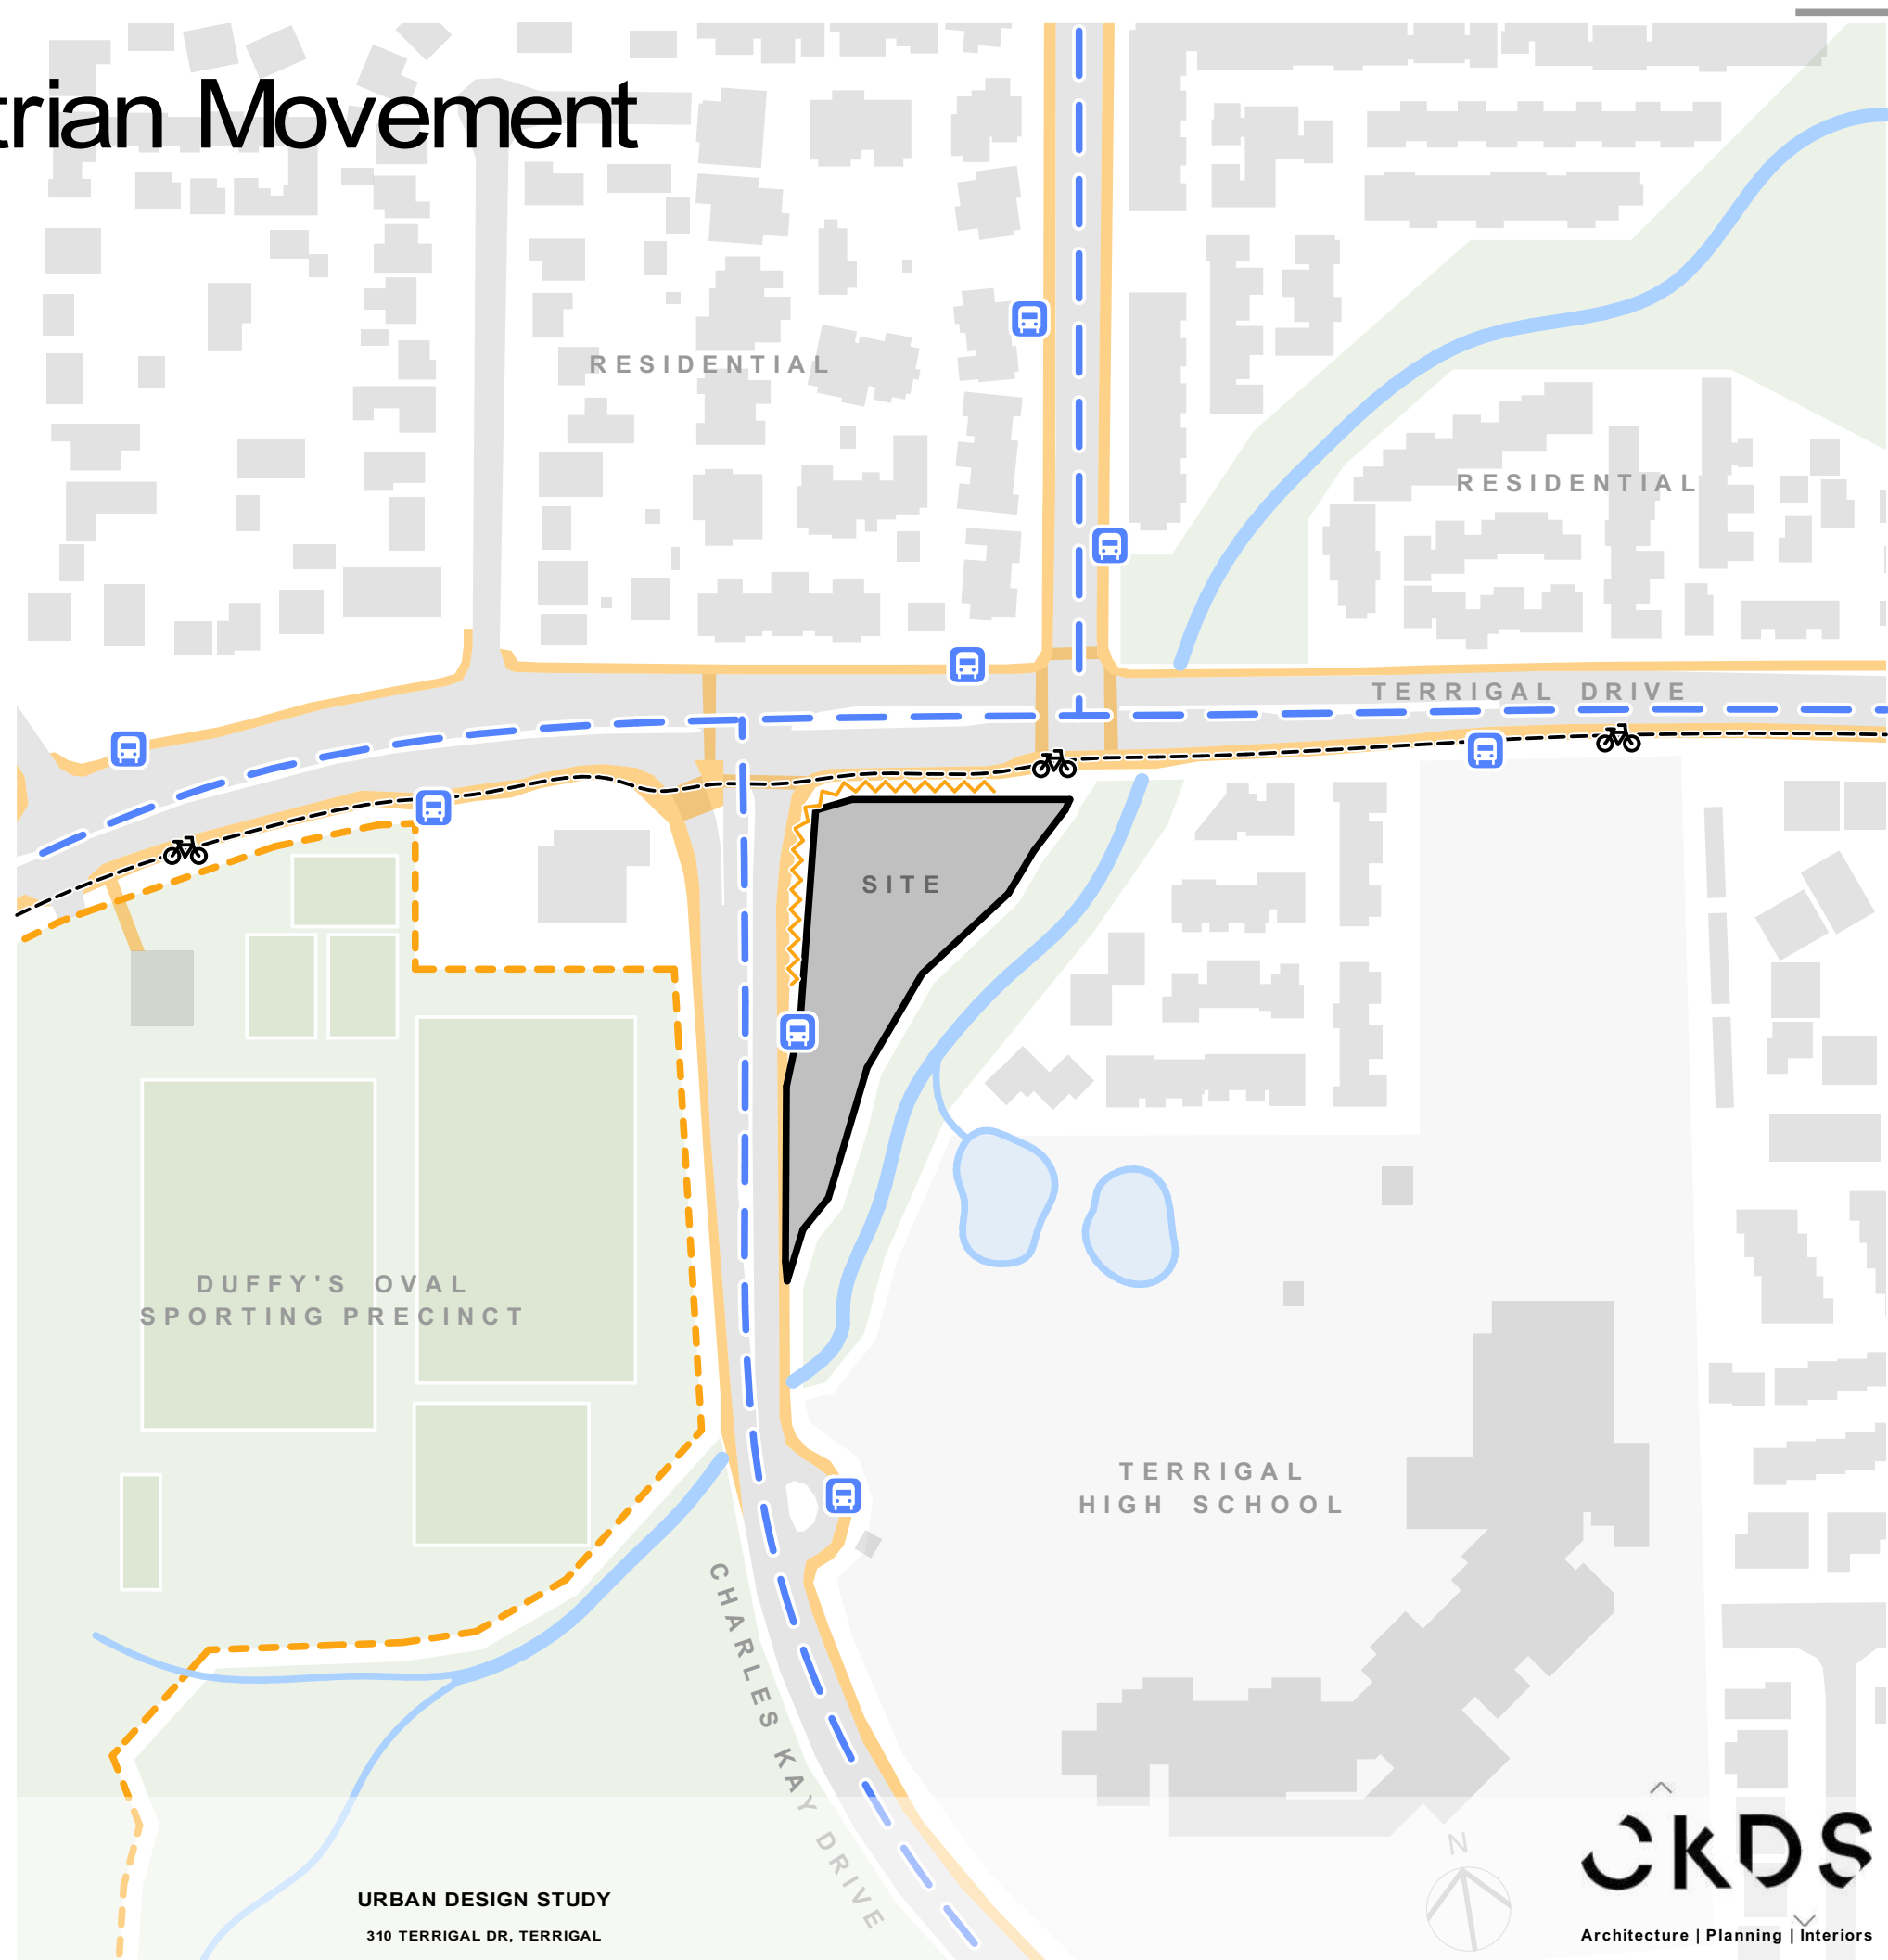 trian Movement
RESIDENTIAL
RESIDENTIAL
TERRIGAL DRIVE
SITE
DUFFY'S OVAL
SPORTING PRECINCT
TERRIGAL
HIGH SCHOOL
CHARLES KAY DRIVE
N
CKDS
URBAN DESIGN STUDY
310 TERRIGAL DR, TERRIGAL
Architecture | Planning | Interiors